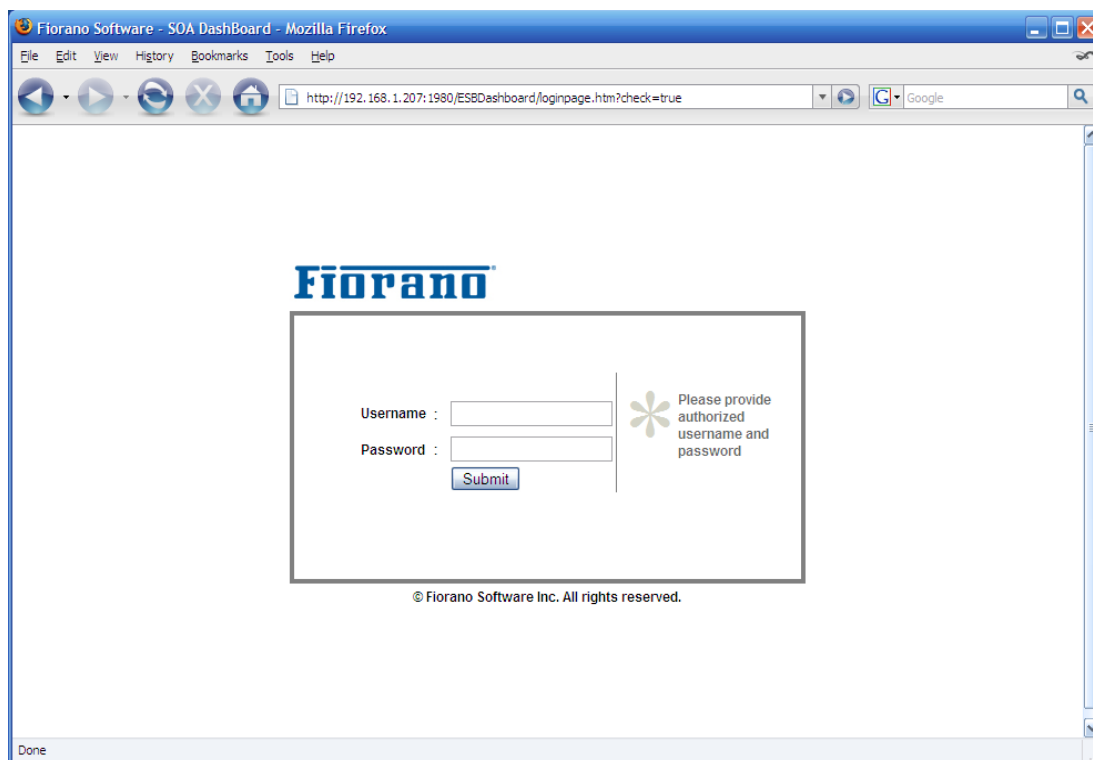 Fiorano Software - SOA DashBoard - Mozilla Firefox
File Edit View History Bookmarks Tools Help
http://192.168.1.207:1980/ESBDashboard/loginpage.htm?check=true
G Google
Fiorano
Username :
Password :
Submit
Please provide
authorized
username and
password
© Fiorano Software Inc. All rights reserved.
Done